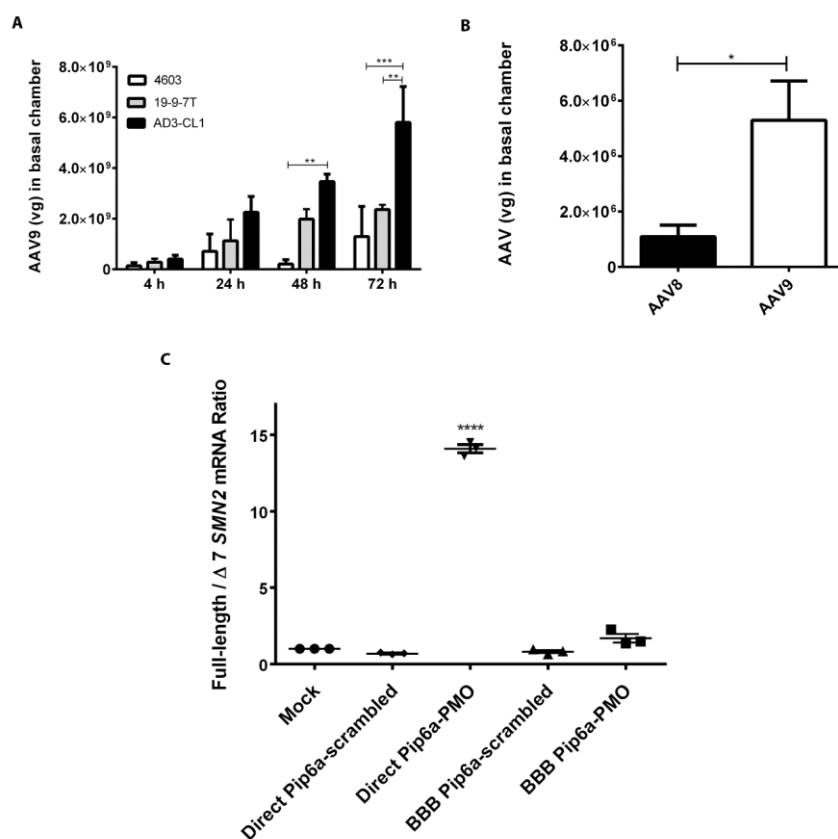 A
AAV9 (vg) in basal chamber
8.0×10⁹
6.0×10⁹
4.0×10⁹
2.0×10⁹
0
4603
19-9-7T
AD3-CL1
***
**
**
4 h
24 h
48 h
72 h
B
AAV (vg) in basal chamber
8.0×10⁶
6.0×10⁶
4.0×10⁶
2.0×10⁶
0
*
AAV8
AAV9
C
Full-length / Δ 7 SMN2 mRNA Ratio
15
10
5
0
****
Mock
Direct Pip6a-scrambled
Direct Pip6a-PMO
BBB Pip6a-scrambled
BBB Pip6a-PMO